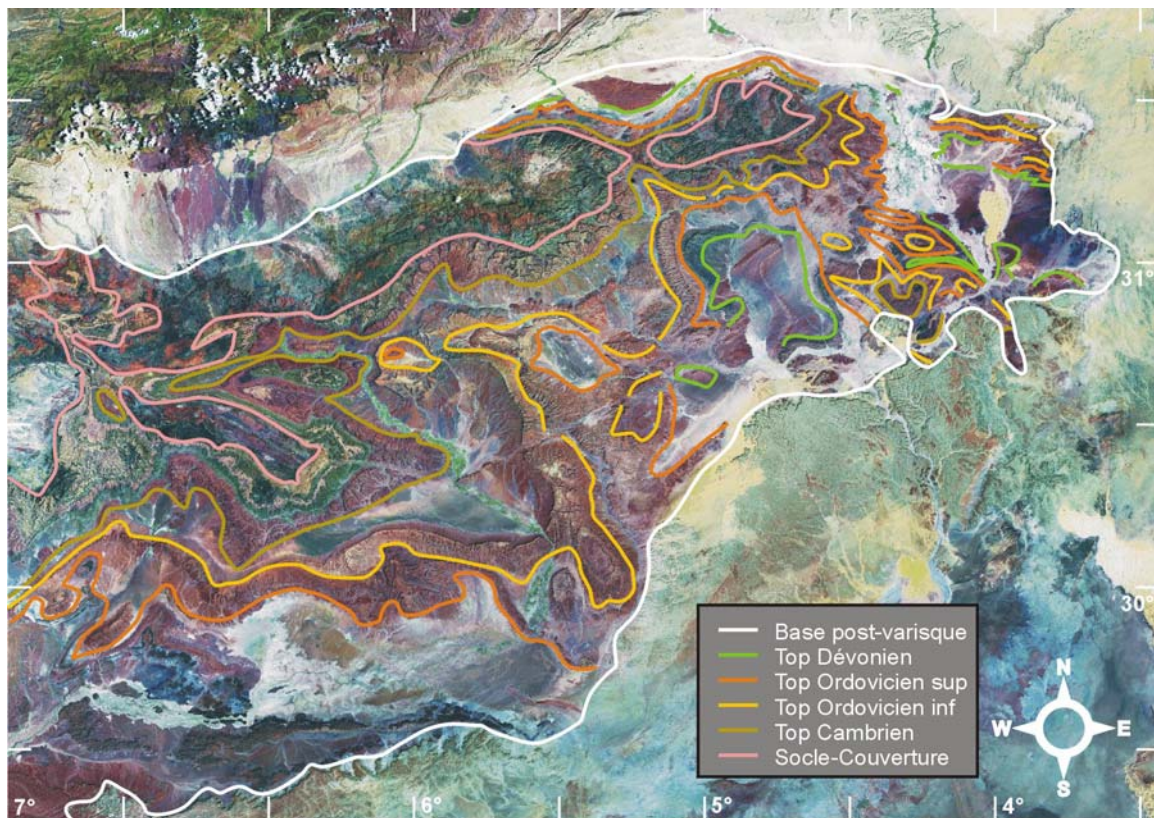 31°
30°
Base post-varisque
Top Dévonien
Top Ordovicien sup
Top Ordovicien inf
Top Cambrien
Socle-Couverture
N
W
E
S
7°
6°
5°
4°